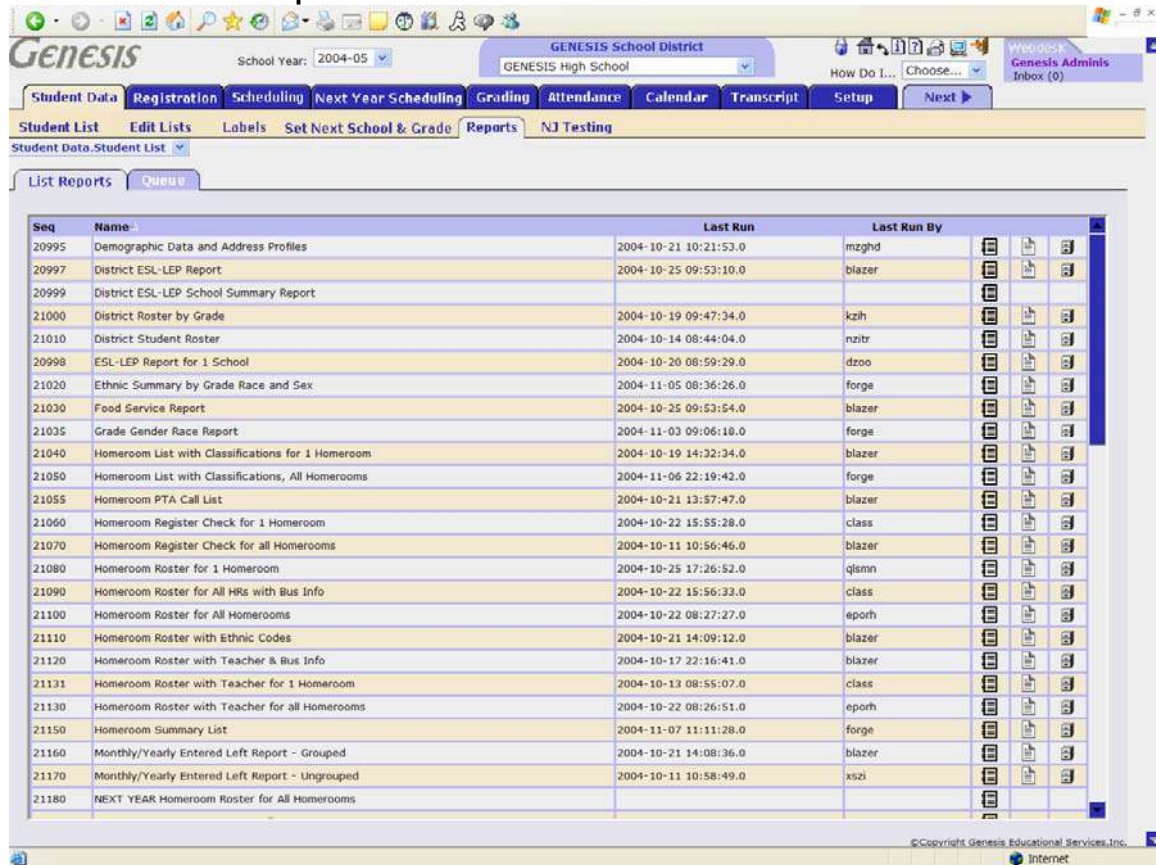 GENESIS
School Year: 2004-05
GENESIS School District
GENESIS High School
How Do I... Choose...
Webdesk
Genesis Adminis
Inbox (0)
Student Data Registration Scheduling Next Year Scheduling Grading Attendance Calendar Transcript Setup Next
Student List Edit Lists Labels Set Next School & Grade Reports NJ Testing
Student Data.Student List
List Reports Queue
Seq Name Last Run Last Run By
20995 Demographic Data and Address Profiles 2004-10-21 10:21:53.0 mzghd
20997 District ESL-LEP Report 2004-10-25 09:53:10.0 blazer
20999 District ESL-LEP School Summary Report
21000 District Roster by Grade 2004-10-19 09:47:34.0 kzih
21010 District Student Roster 2004-10-14 08:44:04.0 nzitr
20998 ESL-LEP Report for 1 School 2004-10-20 08:59:29.0 dzoo
21020 Ethnic Summary by Grade Race and Sex 2004-11-05 08:36:26.0 forge
21030 Food Service Report 2004-10-25 09:53:54.0 blazer
21035 Grade Gender Race Report 2004-11-03 09:06:18.0 forge
21040 Homeroom List with Classifications for 1 Homeroom 2004-10-19 14:32:34.0 blazer
21050 Homeroom List with Classifications, All Homerooms 2004-11-06 22:19:42.0 forge
21055 Homeroom PTA Call List 2004-10-21 13:57:47.0 blazer
21060 Homeroom Register Check for 1 Homeroom 2004-10-22 15:55:28.0 class
21070 Homeroom Register Check for all Homerooms 2004-10-11 10:56:46.0 blazer
21080 Homeroom Roster for 1 Homeroom 2004-10-25 17:26:52.0 qlsmn
21090 Homeroom Roster for All HRs with Bus Info 2004-10-22 15:56:33.0 class
21100 Homeroom Roster for All Homerooms 2004-10-22 08:27:27.0 eporh
21110 Homeroom Roster with Ethnic Codes 2004-10-21 14:09:12.0 blazer
21120 Homeroom Roster with Teacher & Bus Info 2004-10-17 22:16:41.0 blazer
21131 Homeroom Roster with Teacher for 1 Homeroom 2004-10-13 08:55:07.0 class
21130 Homeroom Roster with Teacher for all Homerooms 2004-10-22 08:26:51.0 eporh
21150 Homeroom Summary List 2004-11-07 11:11:28.0 forge
21160 Monthly/Yearly Entered Left Report - Grouped 2004-10-21 14:08:36.0 blazer
21170 Monthly/Yearly Entered Left Report - Ungrouped 2004-10-11 10:58:49.0 xszi
21180 NEXT YEAR Homeroom Roster for All Homerooms
©Copyright Genesis Educational Services,Inc.
Internet